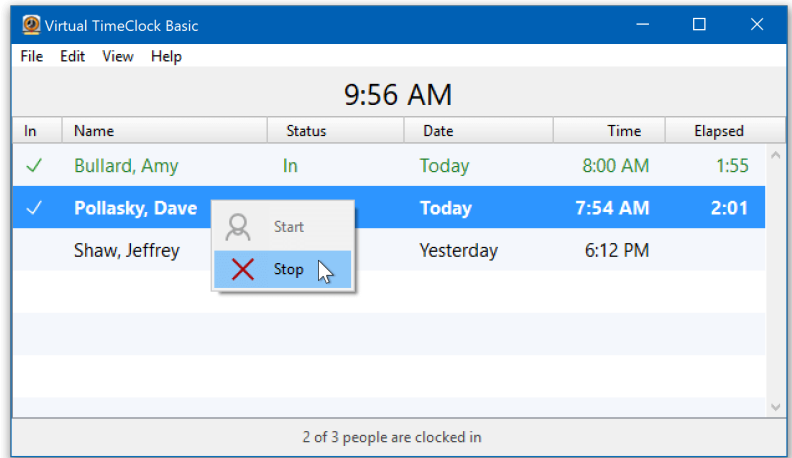 Virtual TimeClock Basic
File Edit View Help
9:56 AM
In Name Status Date Time Elapsed
Bullard, Amy In Today 8:00 AM 1:55
Pollasky, Dave Today 7:54 AM 2:01
Start
Shaw, Jeffrey Yesterday 6:12 PM
Stop
2 of 3 people are clocked in